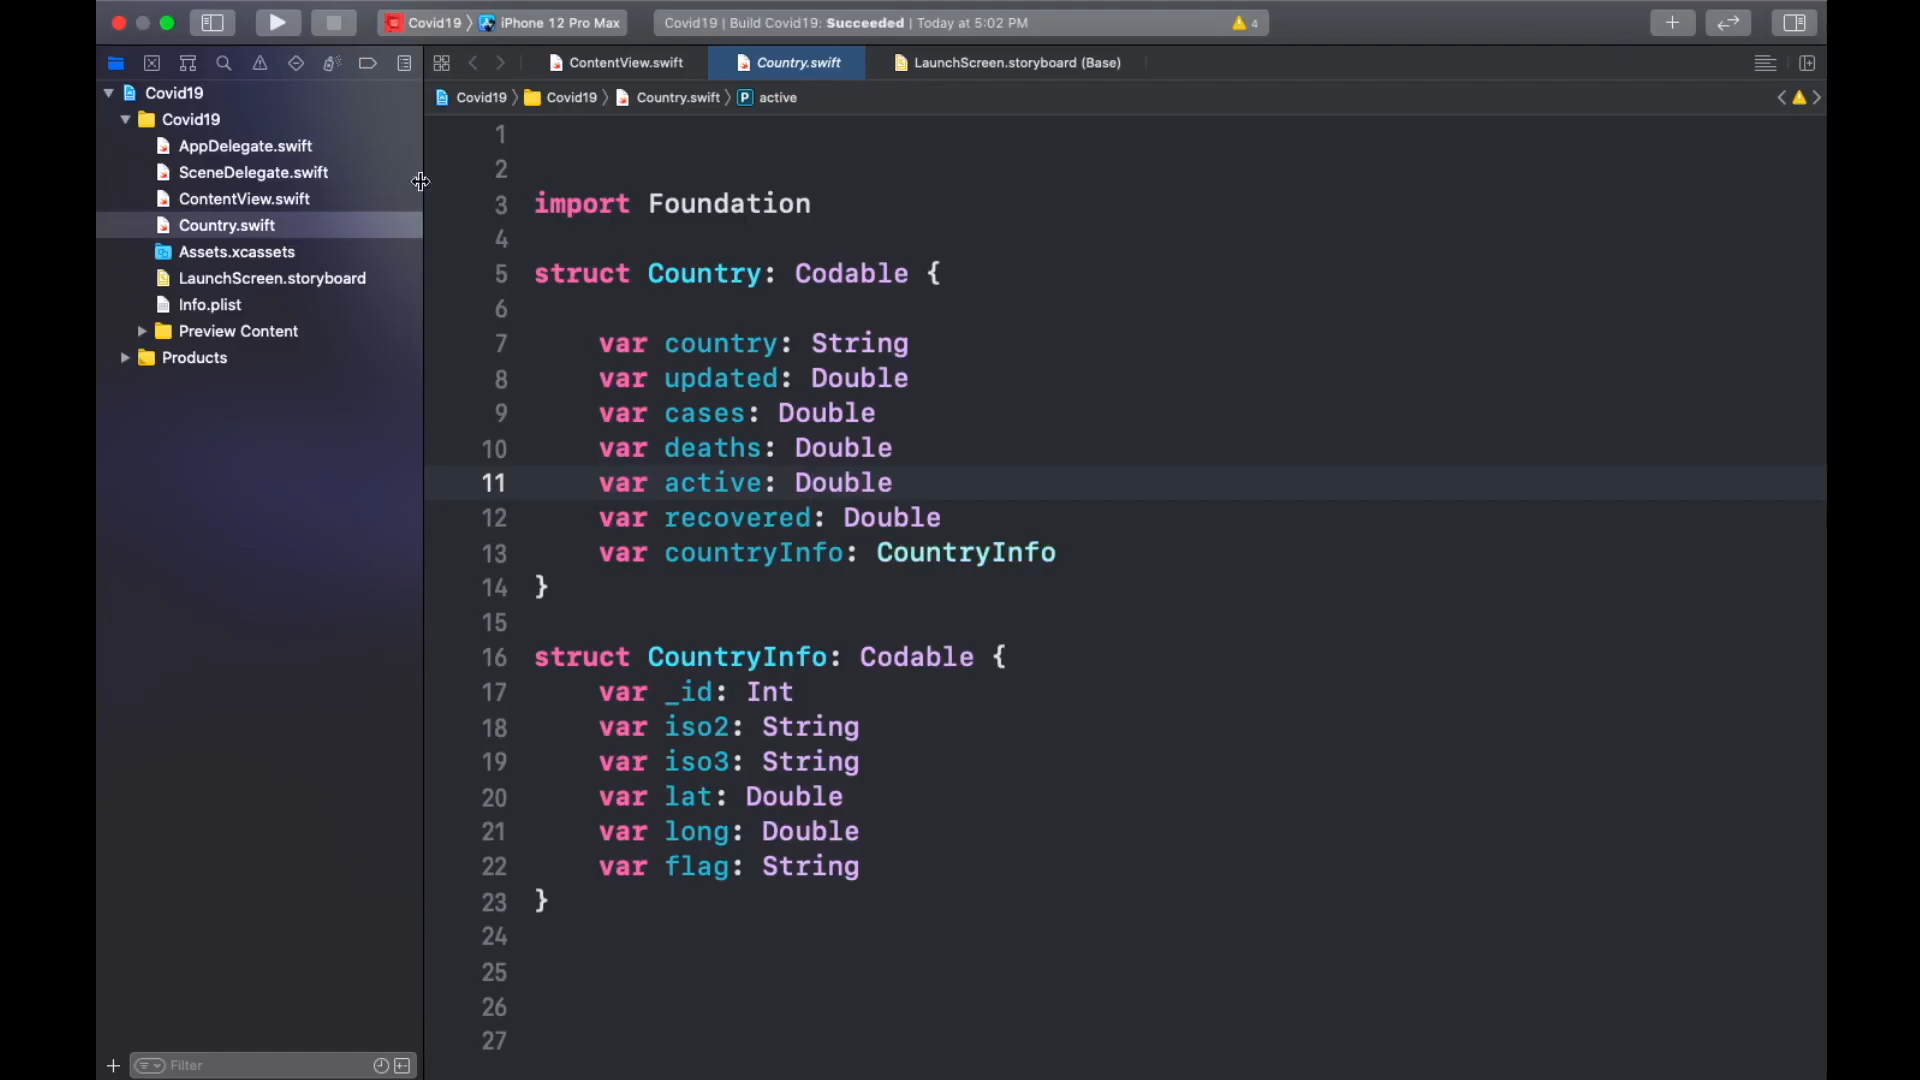 Covid19 〉 iPhone 12 Pro Max
Covid19 | Build Covid19: Succeeded | Today at 5:02 PM
4
ContentView.swift
Country.swift
LaunchScreen.storyboard (Base)
Covid19 〉 Covid19 〉 Country.swift 〉 P active
Covid19
Covid19
AppDelegate.swift
SceneDelegate.swift
ContentView.swift
Country.swift
Assets.xcassets
LaunchScreen.storyboard
Info.plist
Preview Content
Products
Filter
1
2
3 import Foundation
4
5 struct Country: Codable {
6
7 var country: String
8 var updated: Double
9 var cases: Double
10 var deaths: Double
11 var active: Double
12 var recovered: Double
13 var countryInfo: CountryInfo
14 }
15
16 struct CountryInfo: Codable {
17 var _id: Int
18 var iso2: String
19 var iso3: String
20 var lat: Double
21 var long: Double
22 var flag: String
23 }
24
25
26
27